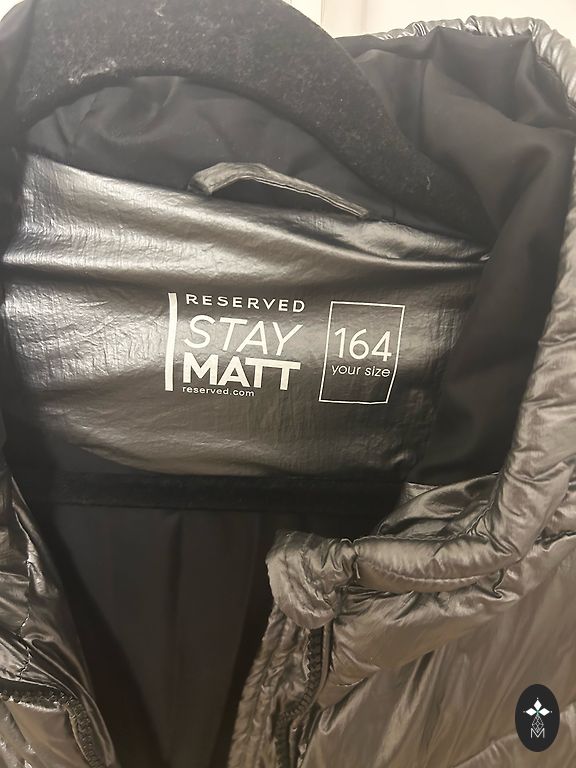 RESERVED
STAY
MATT
reserved.com
164
your size
M